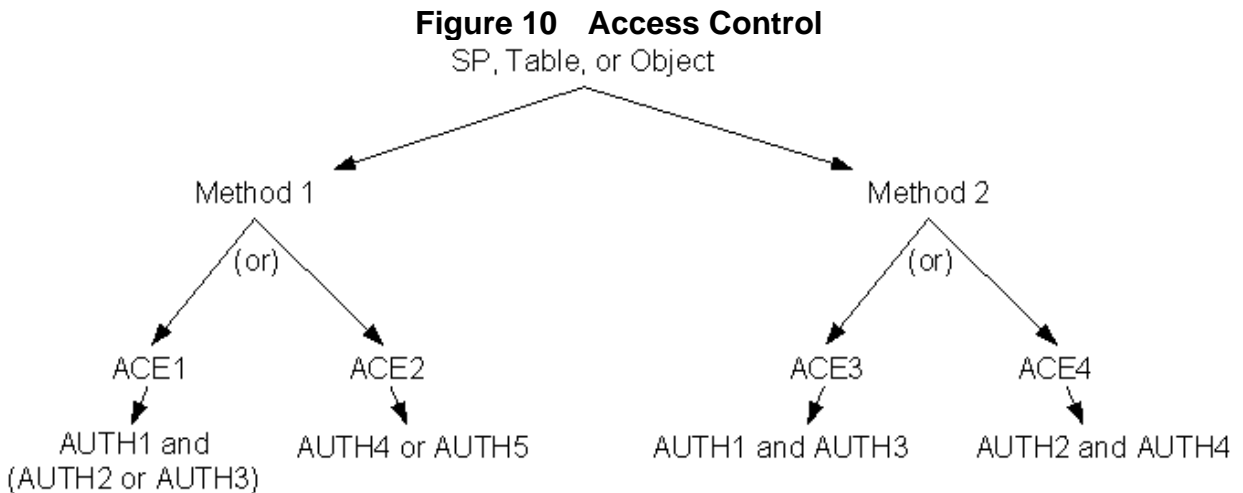 Figure 10 Access Control
SP, Table, or Object
Method 1
Method 2
(or)
(or)
ACE1
ACE2
ACE3
ACE4
AUTH1 and
(AUTH2 or AUTH3)
AUTH4 or AUTH5
AUTH1 and AUTH3
AUTH2 and AUTH4